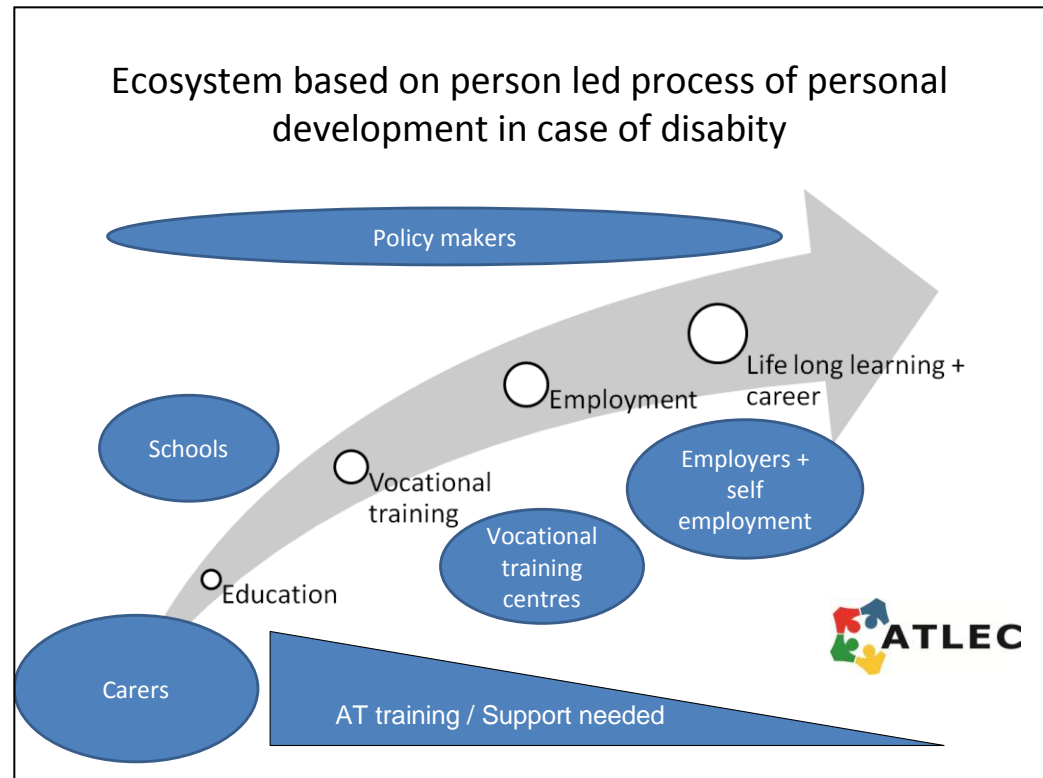 Ecosystem based on person led process of personal
development in case of disabity
Policy makers
Life long learning +
career
Employment
Schools
Employers +
self
employment
Vocational
training
Vocational
training
centres
Education
ATLEC
Carers
AT training / Support needed